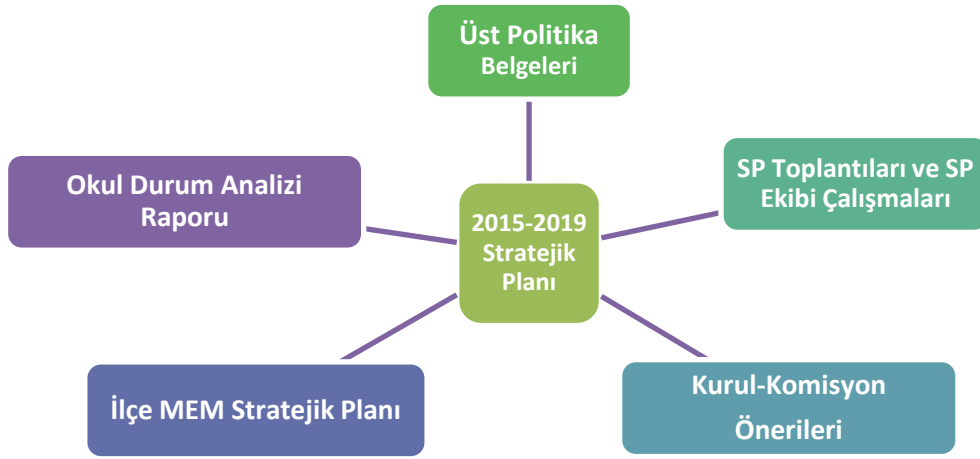 Üst Politika
Belgeleri
SP Toplantıları ve SP
Ekibi Çalışmaları
Okul Durum Analizi
Raporu
2015-2019
Stratejik
Planı
İlçe MEM Stratejik Planı
Kurul-Komisyon
Önerileri